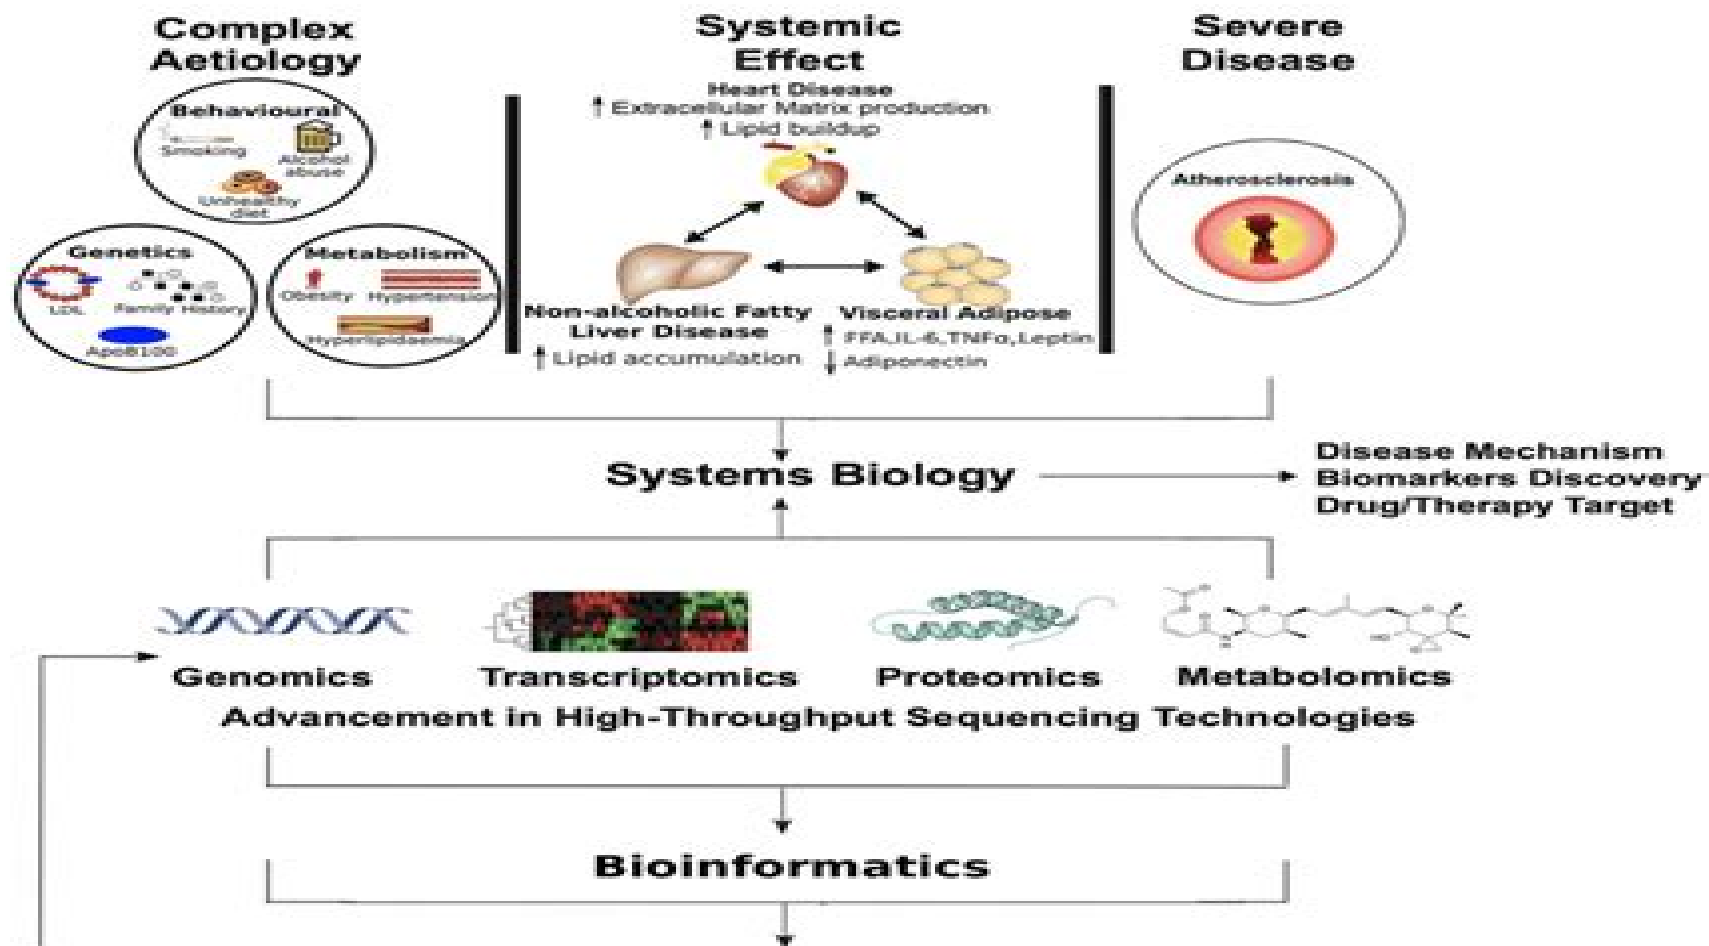 Complex
Aetiology
Systemic
Effect
Severe
Disease
Behavioural
Smoking
Alcohol
abuse
Unhealthy
diet
Genetics
LDL
Family History
ApoB100
Metabolism
Obesity
Hypertension
Hyperlipidaemia
Heart Disease
↑ Extracellular Matrix production
↑ Lipid buildup
Non-alcoholic Fatty
Liver Disease
↑ Lipid accumulation
Visceral Adipose
↑ FFA,IL-6,TNFα,Leptin
↓ Adiponectin
Atherosclerosis
Systems Biology
Disease Mechanism
Biomarkers Discovery
Drug/Therapy Target
Genomics
Transcriptomics
Proteomics
Metabolomics
Advancement in High-Throughput Sequencing Technologies
Bioinformatics